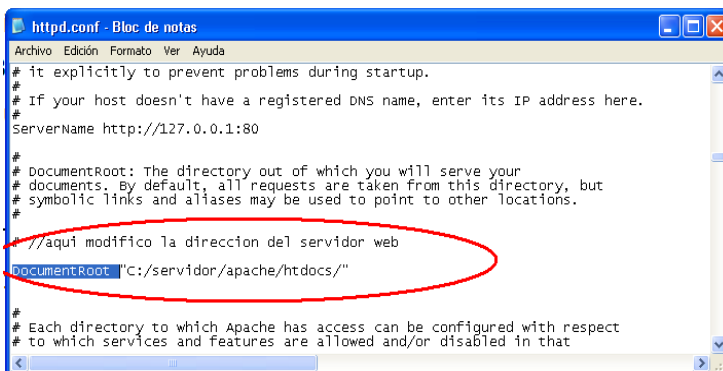 httpd.conf - Bloc de notas
Archivo Edición Formato Ver Ayuda
# it explicitly to prevent problems during startup.
#
# If your host doesn't have a registered DNS name, enter its IP address here.
#
ServerName http://127.0.0.1:80
#
# DocumentRoot: The directory out of which you will serve your
# documents. By default, all requests are taken from this directory, but
# symbolic links and aliases may be used to point to other locations.
#
# //aqui modifico la direccion del servidor web
DocumentRoot "C:/servidor/apache/htdocs/"
#
# Each directory to which Apache has access can be configured with respect
# to which services and features are allowed and/or disabled in that